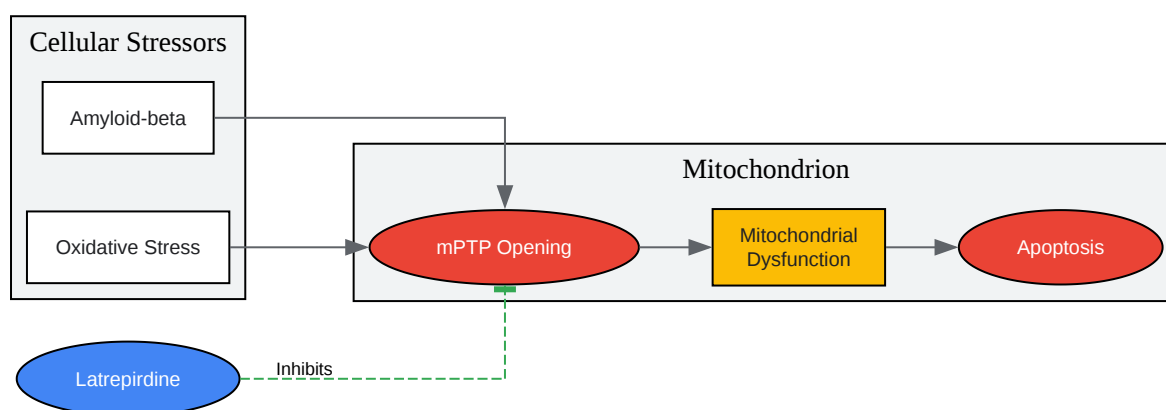 Cellular Stressors
Amyloid-beta
Oxidative Stress
Mitochondrion
mPTP Opening
Mitochondrial
Dysfunction
Apoptosis
Latrepirdine
Inhibits